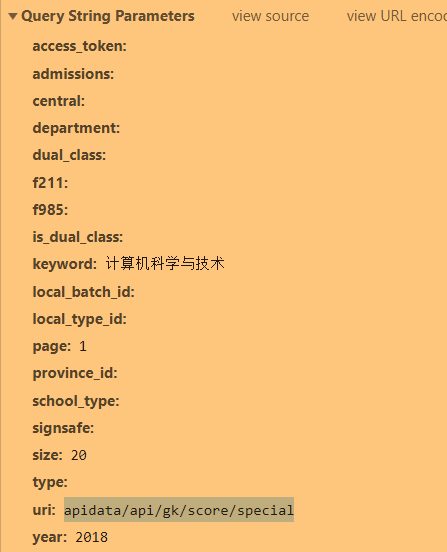 Query String Parameters view source view URL enco
access_token:
admissions:
central:
department:
dual_class:
f211:
f985:
is_dual_class:
keyword: 计算机科学与技术
local_batch_id:
local_type_id:
page: 1
province_id:
school_type:
signsafe:
size: 20
type:
uri: apidata/api/gk/score/special
year: 2018